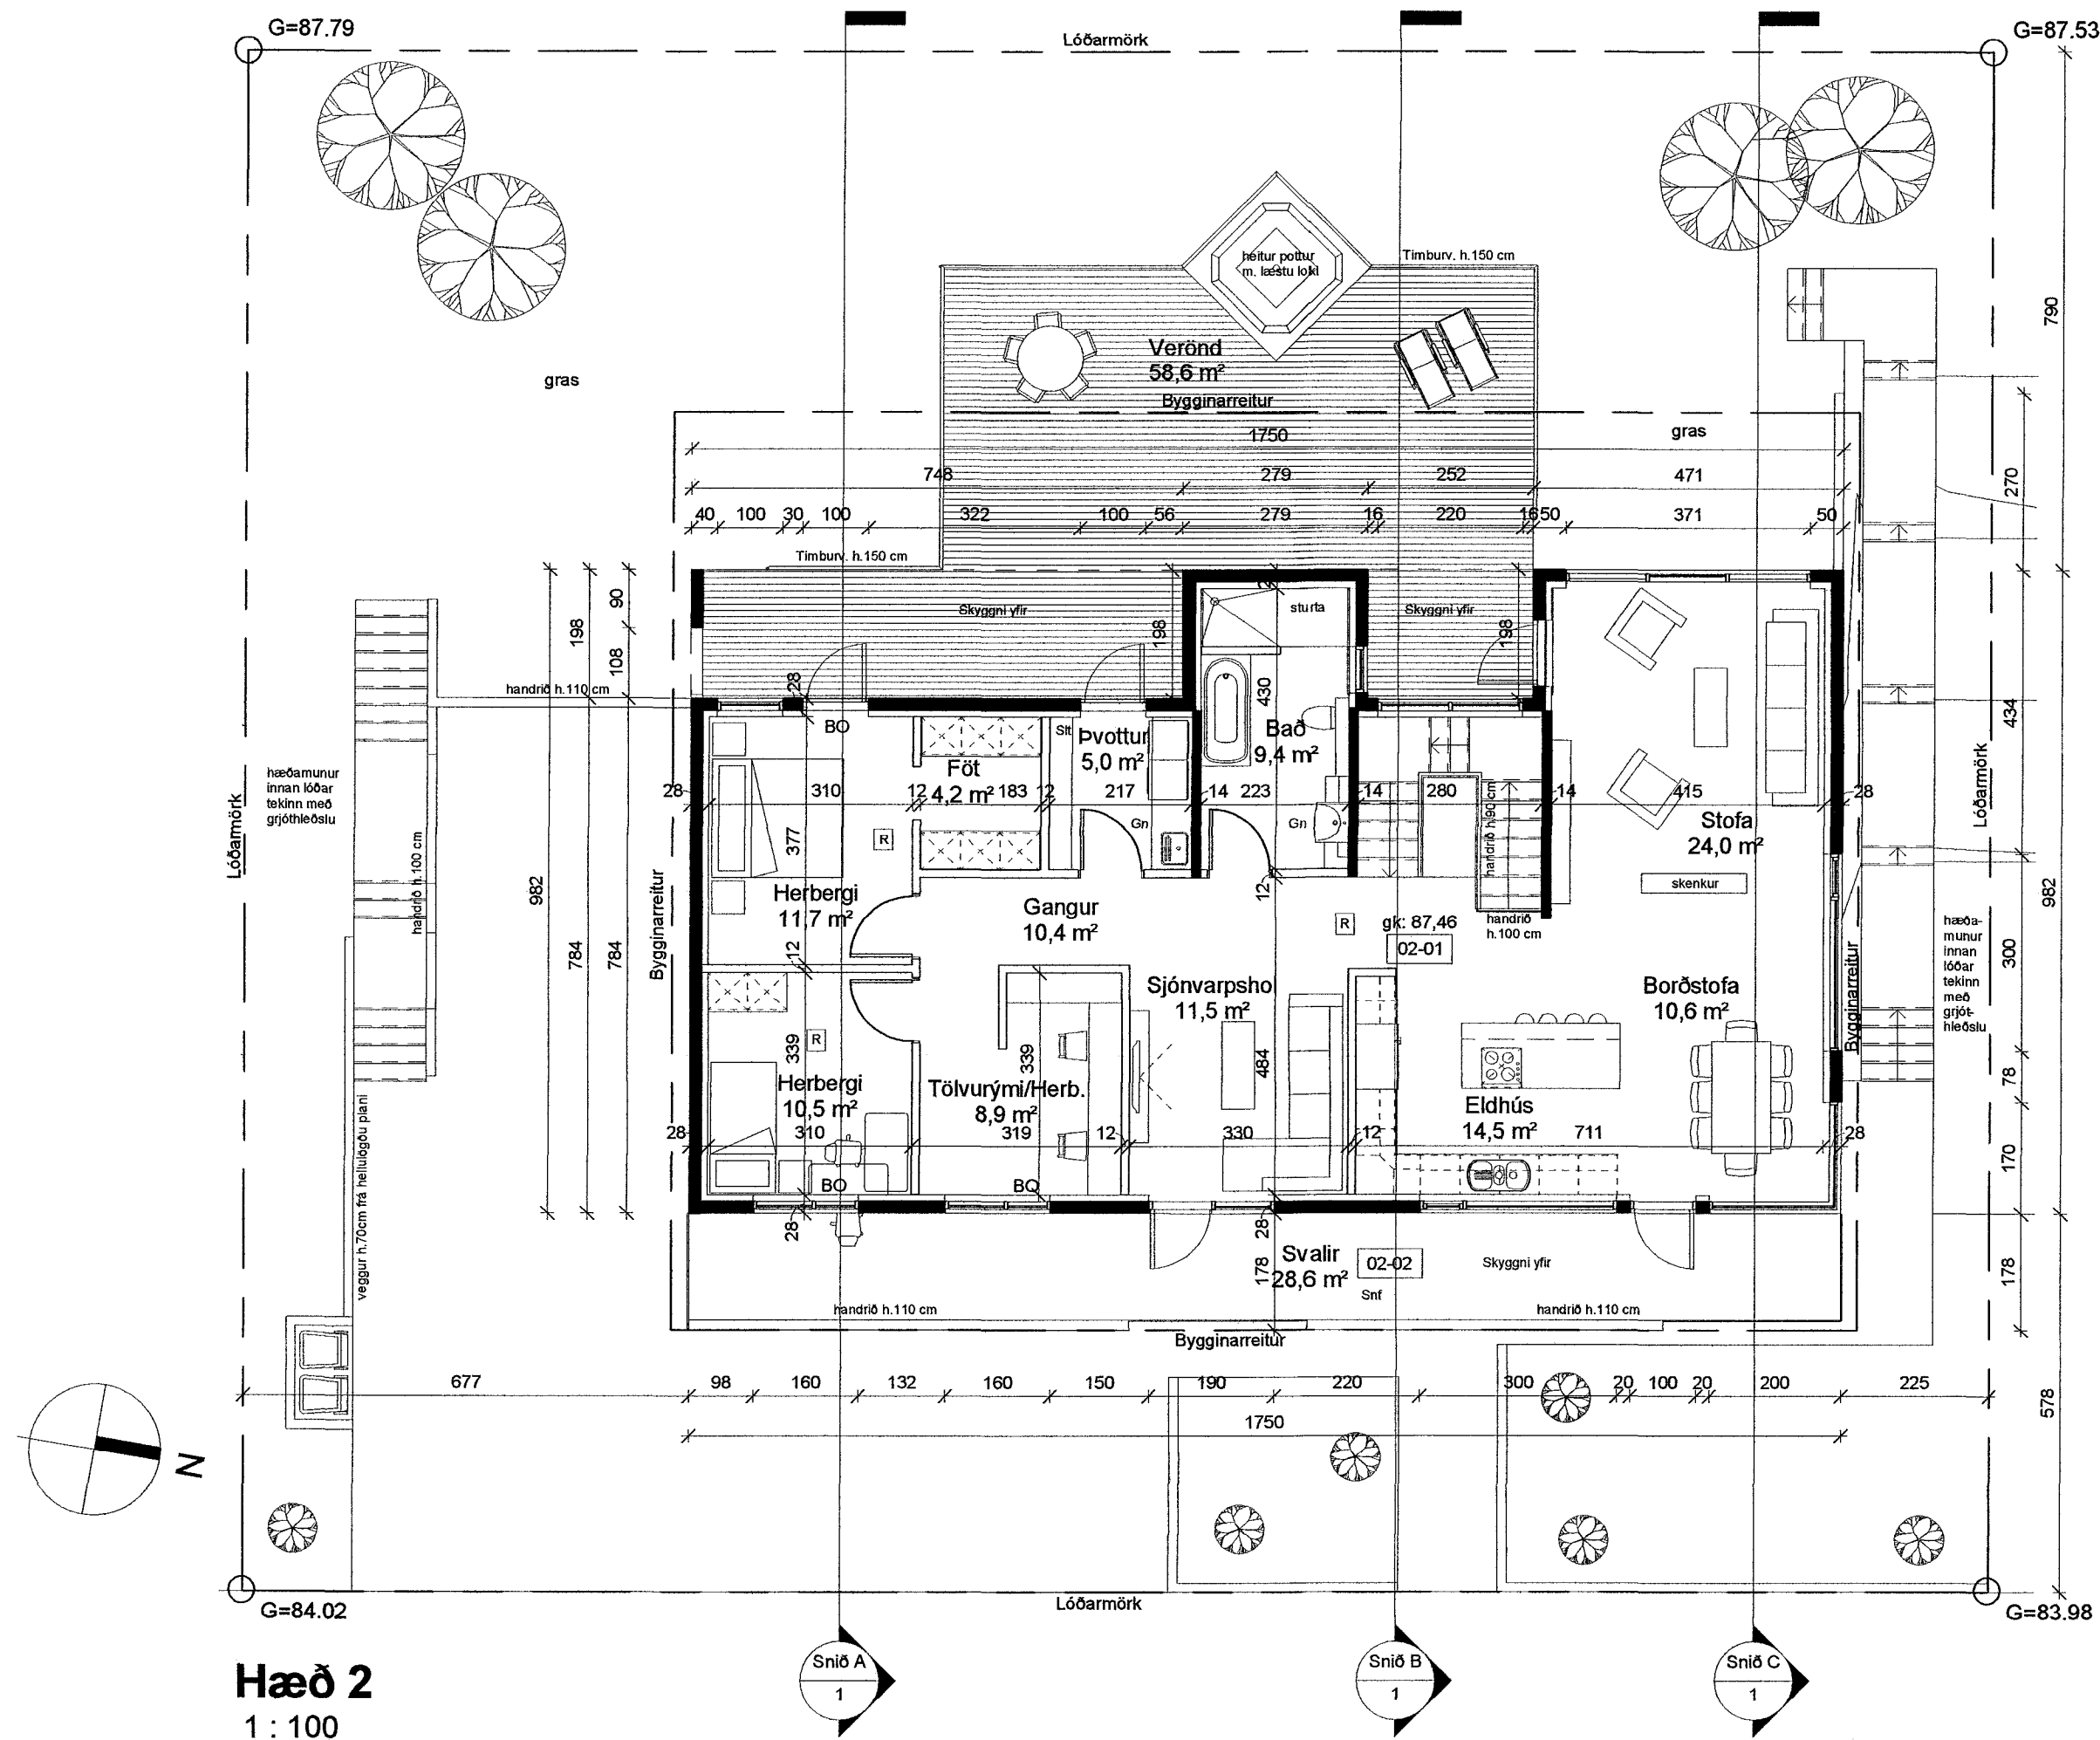 G=87.79
Lóðarmörk
G=87.53
heitur pottur
m. læstu loki
Timburv. h.150 cm
790
Verönd
58,6 m²
gras
Bygginarreitur
1750
gras
748
279
252
471
270
40
100
30
100
322
100
56
279
16
220
16
50
371
50
Timburv. h.150 cm
90
198
108
Skyggni yfir
198
sturta
Skyggni yfir
198
handrið h.110 cm
28
430
434
BO
Slt
Þvottur
5,0 m²
Bað
9,4 m²
Föt
4,2 m²
hæðamunur
innan lóðar
tekinn með
grjóthleðslu
Lóðarmörk
Lóðarmörk
28
310
12
183
12
217
14
223
14
280
14
415
28
Gn
Gn
handrið h.90 cm
Stofa
24,0 m²
377
R
handrið h.100 cm
982
784
784
Bygginarreitur
12
skenkur
982
Herbergi
11,7 m²
Gangur
10,4 m²
R
gk: 87,46
02-01
handrið
h.100 cm
hæða-
munur
innan
lóðar
tekinn
með
grjót-
hleðslu
300
12
Sjónvarpshol
11,5 m²
Borðstofa
10,6 m²
Bygginarreitur
R
339
339
484
78
Herbergi
10,5 m²
Tölvurými/Herb.
8,9 m²
Eldhús
14,5 m²
28
310
319
12
330
12
711
28
170
veggur h.70cm frá hellulögðu plani
BO
BO
28
28
Svalir
28,6 m²
02-02
Skyggni yfir
178
178
Snf
handrið h.110 cm
handrið h.110 cm
Bygginarreitur
677
98
160
132
160
150
190
220
300
20
100
20
200
225
578
1750
N
G=84.02
Lóðarmörk
G=83.98
Snið A
1
Snið B
1
Snið C
1
Hæð 2
1 : 100